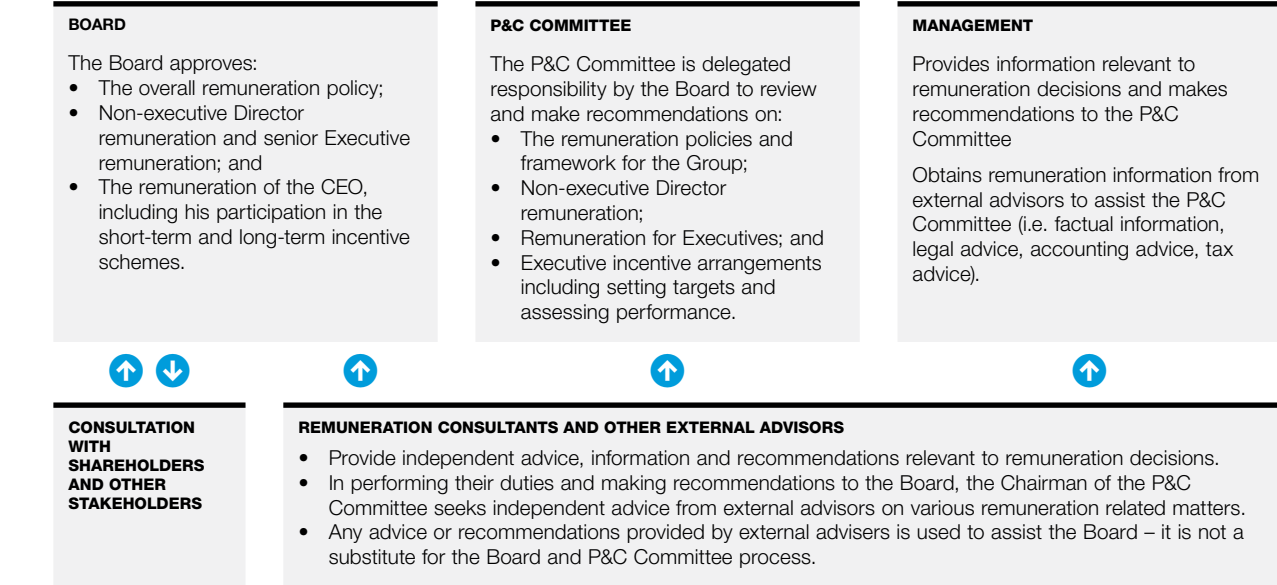 BOARD
The Board approves:
• The overall remuneration policy;
• Non-executive Director
remuneration and senior Executive
remuneration; and
• The remuneration of the CEO,
including his participation in the
short-term and long-term incentive
schemes.
P&C COMMITTEE
The P&C Committee is delegated
responsibility by the Board to review
and make recommendations on:
• The remuneration policies and
framework for the Group;
• Non-executive Director
remuneration;
• Remuneration for Executives; and
• Executive incentive arrangements
including setting targets and
assessing performance.
MANAGEMENT
Provides information relevant to
remuneration decisions and makes
recommendations to the P&C
Committee
Obtains remuneration information from
external advisors to assist the P&C
Committee (i.e. factual information,
legal advice, accounting advice, tax
advice).
CONSULTATION
WITH
SHAREHOLDERS
AND OTHER
STAKEHOLDERS
REMUNERATION CONSULTANTS AND OTHER EXTERNAL ADVISORS
• Provide independent advice, information and recommendations relevant to remuneration decisions.
• In performing their duties and making recommendations to the Board, the Chairman of the P&C
Committee seeks independent advice from external advisors on various remuneration related matters.
• Any advice or recommendations provided by external advisers is used to assist the Board – it is not a
substitute for the Board and P&C Committee process.